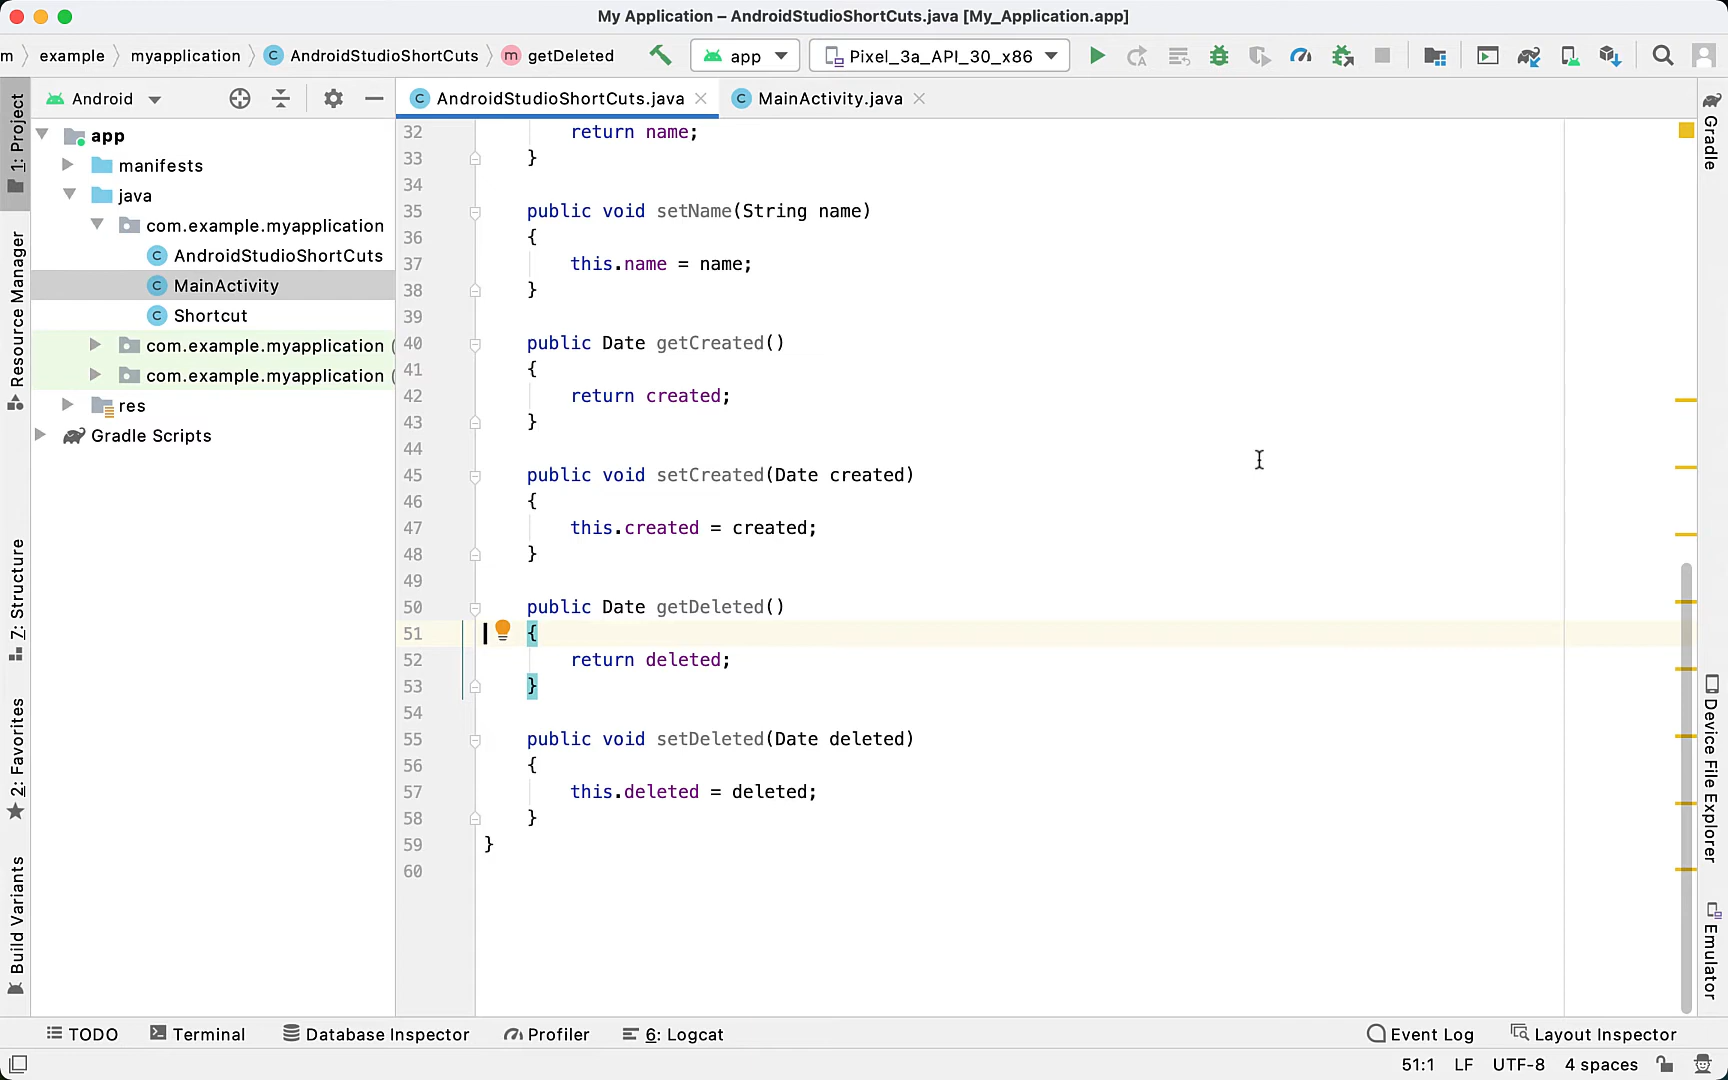 My Application – AndroidStudioShortCuts.java [My_Application.app]
m example myapplication C AndroidStudioShortCuts m getDeleted app Pixel_3a_API_30_x86
Android
AndroidStudioShortCuts.java
MainActivity.java
1: Project
Resource Manager
7: Structure
2: Favorites
Build Variants
app
manifests
java
com.example.myapplication
C AndroidStudioShortCuts
C MainActivity
C Shortcut
com.example.myapplication (
com.example.myapplication (
res
Gradle Scripts
32 return name;
33 }
34
35 public void setName(String name)
36 {
37 this.name = name;
38 }
39
40 public Date getCreated()
41 {
42 return created;
43 }
44
45 public void setCreated(Date created)
46 {
47 this.created = created;
48 }
49
50 public Date getDeleted()
51 {
52 return deleted;
53 }
54
55 public void setDeleted(Date deleted)
56 {
57 this.deleted = deleted;
58 }
59 }
60
Gradle
Device File Explorer
Emulator
TODO Terminal Database Inspector Profiler 6: Logcat Event Log Layout Inspector
51:1 LF UTF-8 4 spaces